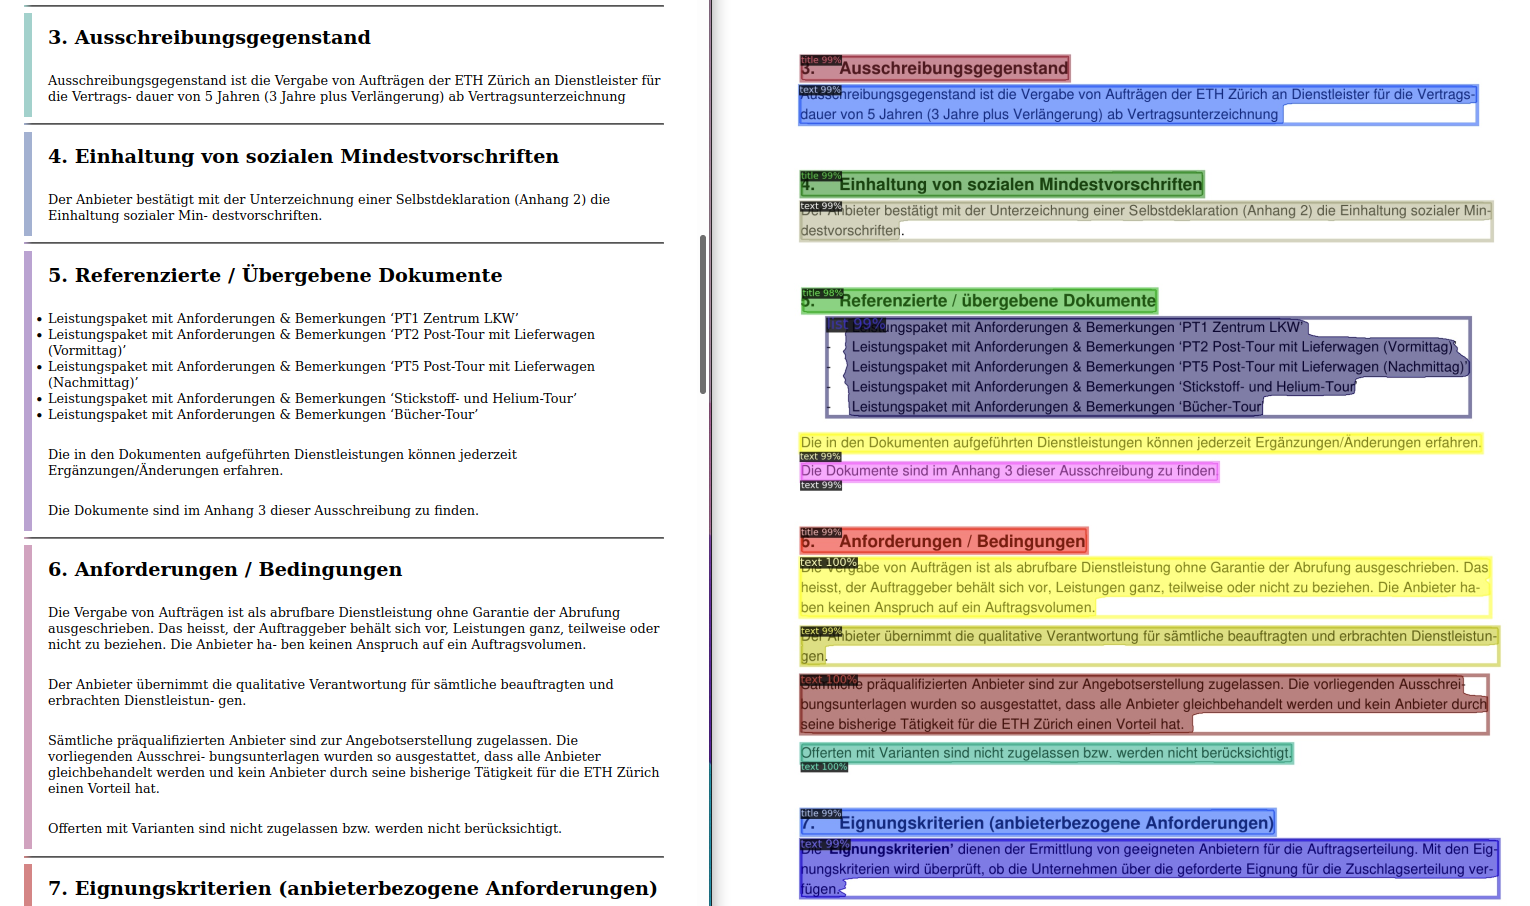 3. Ausschreibungsgegenstand
Ausschreibungsgegenstand ist die Vergabe von Aufträgen der ETH Zürich an Dienstleister für
die Vertrags- dauer von 5 Jahren (3 Jahre plus Verlängerung) ab Vertragsunterzeichnung
4. Einhaltung von sozialen Mindestvorschriften
Der Anbieter bestätigt mit der Unterzeichnung einer Selbstdeklaration (Anhang 2) die
Einhaltung sozialer Min- destvorschriften.
5. Referenzierte / Übergebene Dokumente
• Leistungspaket mit Anforderungen & Bemerkungen ‘PT1 Zentrum LKW’
• Leistungspaket mit Anforderungen & Bemerkungen ‘PT2 Post-Tour mit Lieferwagen
(Vormittag)’
• Leistungspaket mit Anforderungen & Bemerkungen ‘PT5 Post-Tour mit Lieferwagen
(Nachmittag)’
• Leistungspaket mit Anforderungen & Bemerkungen ‘Stickstoff- und Helium-Tour’
• Leistungspaket mit Anforderungen & Bemerkungen ‘Bücher-Tour’
Die in den Dokumenten aufgeführten Dienstleistungen können jederzeit
Ergänzungen/Änderungen erfahren.
Die Dokumente sind im Anhang 3 dieser Ausschreibung zu finden.
6. Anforderungen / Bedingungen
Die Vergabe von Aufträgen ist als abrufbare Dienstleistung ohne Garantie der Abrufung
ausgeschrieben. Das heisst, der Auftraggeber behält sich vor, Leistungen ganz, teilweise oder
nicht zu beziehen. Die Anbieter ha- ben keinen Anspruch auf ein Auftragsvolumen.
Der Anbieter übernimmt die qualitative Verantwortung für sämtliche beauftragten und
erbrachten Dienstleistun- gen.
Sämtliche präqualifizierten Anbieter sind zur Angebotserstellung zugelassen. Die
vorliegenden Ausschrei- bungsunterlagen wurden so ausgestattet, dass alle Anbieter
gleichbehandelt werden und kein Anbieter durch seine bisherige Tätigkeit für die ETH Zürich
einen Vorteil hat.
Offerten mit Varianten sind nicht zugelassen bzw. werden nicht berücksichtigt.
7. Eignungskriterien (anbieterbezogene Anforderungen)
title 99%
3. Ausschreibungsgegenstand
text 99%
Ausschreibungsgegenstand ist die Vergabe von Aufträgen der ETH Zürich an Dienstleister für die Vertrags-
dauer von 5 Jahren (3 Jahre plus Verlängerung) ab Vertragsunterzeichnung
title 99%
4. Einhaltung von sozialen Mindestvorschriften
text 99%
Der Anbieter bestätigt mit der Unterzeichnung einer Selbstdeklaration (Anhang 2) die Einhaltung sozialer Min-
destvorschriften.
title 98%
5. Referenzierte / übergebene Dokumente
list 99%
ngspaket mit Anforderungen & Bemerkungen ‘PT1 Zentrum LKW’
- Leistungspaket mit Anforderungen & Bemerkungen ‘PT2 Post-Tour mit Lieferwagen (Vormittag)’
- Leistungspaket mit Anforderungen & Bemerkungen ‘PT5 Post-Tour mit Lieferwagen (Nachmittag)’
- Leistungspaket mit Anforderungen & Bemerkungen ‘Stickstoff- und Helium-Tour
- Leistungspaket mit Anforderungen & Bemerkungen ‘Bücher-Tour
Die in den Dokumenten aufgeführten Dienstleistungen können jederzeit Ergänzungen/Änderungen erfahren.
text 99%
Die Dokumente sind im Anhang 3 dieser Ausschreibung zu finden.
text 99%
title 99%
6. Anforderungen / Bedingungen
text 100%
Die Vergabe von Aufträgen ist als abrufbare Dienstleistung ohne Garantie der Abrufung ausgeschrieben. Das
heisst, der Auftraggeber behält sich vor, Leistungen ganz, teilweise oder nicht zu beziehen. Die Anbieter ha-
ben keinen Anspruch auf ein Auftragsvolumen.
text 99%
Der Anbieter übernimmt die qualitative Verantwortung für sämtliche beauftragten und erbrachten Dienstleistun-
gen.
text 100%
Sämtliche präqualifizierten Anbieter sind zur Angebotserstellung zugelassen. Die vorliegenden Ausschrei-
bungsunterlagen wurden so ausgestattet, dass alle Anbieter gleichbehandelt werden und kein Anbieter durch
seine bisherige Tätigkeit für die ETH Zürich einen Vorteil hat.
Offerten mit Varianten sind nicht zugelassen bzw. werden nicht berücksichtigt.
text 100%
title 99%
7. Eignungskriterien (anbieterbezogene Anforderungen)
text 99%
Die ‘Eignungskriterien’ dienen der Ermittlung von geeigneten Anbietern für die Auftragserteilung. Mit den Eig-
nungskriterien wird überprüft, ob die Unternehmen über die geforderte Eignung für die Zuschlagserteilung ver-
fügen.